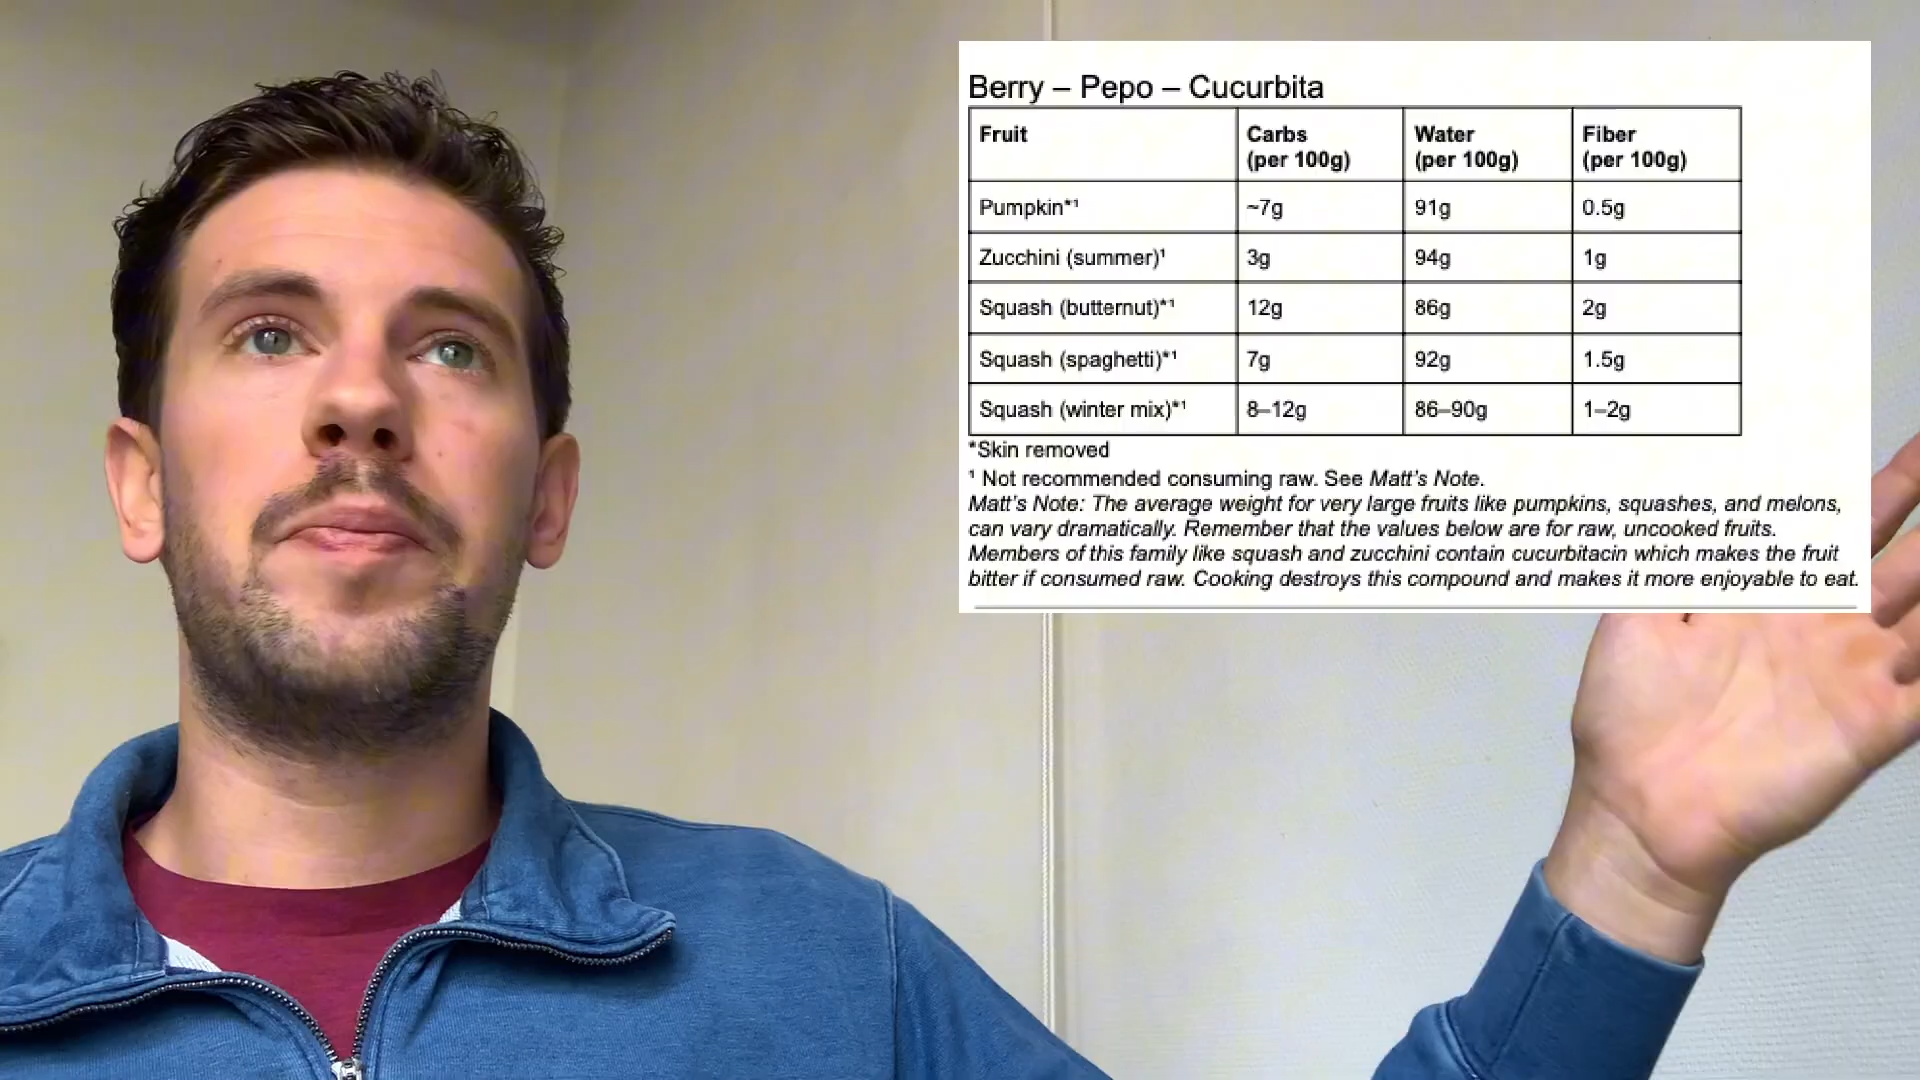 Berry – Pepo – Cucurbita
Fruit Carbs (per 100g) Water (per 100g) Fiber (per 100g)
Pumpkin*¹ ~7g 91g 0.5g
Zucchini (summer)¹ 3g 94g 1g
Squash (butternut)*¹ 12g 86g 2g
Squash (spaghetti)*¹ 7g 92g 1.5g
Squash (winter mix)*¹ 8–12g 86–90g 1–2g
*Skin removed
¹ Not recommended consuming raw. See Matt's Note.
Matt's Note: The average weight for very large fruits like pumpkins, squashes, and melons,
can vary dramatically. Remember that the values below are for raw, uncooked fruits.
Members of this family like squash and zucchini contain cucurbitacin which makes the fruit
bitter if consumed raw. Cooking destroys this compound and makes it more enjoyable to eat.